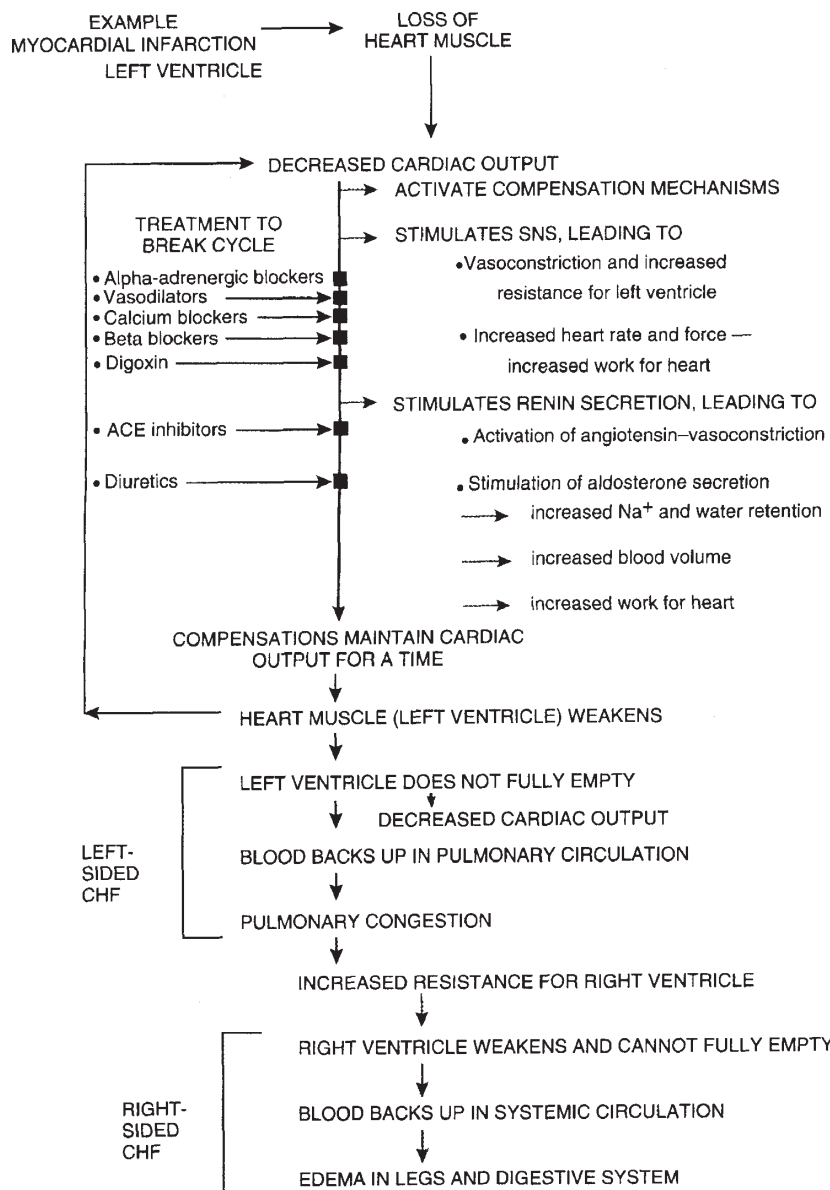 EXAMPLE
MYOCARDIAL INFARCTION
LEFT VENTRICLE
LOSS OF
HEART MUSCLE
DECREASED CARDIAC OUTPUT
ACTIVATE COMPENSATION MECHANISMS
TREATMENT TO
BREAK CYCLE
STIMULATES SNS, LEADING TO
• Alpha-adrenergic blockers
• Vasodilators
• Calcium blockers
• Beta blockers
• Digoxin
•Vasoconstriction and increased
resistance for left ventricle
• Increased heart rate and force —
increased work for heart
STIMULATES RENIN SECRETION, LEADING TO
• ACE inhibitors
• Activation of angiotensin–vasoconstriction
• Diuretics
• Stimulation of aldosterone secretion
increased Na+ and water retention
increased blood volume
increased work for heart
COMPENSATIONS MAINTAIN CARDIAC
OUTPUT FOR A TIME
HEART MUSCLE (LEFT VENTRICLE) WEAKENS
LEFT VENTRICLE DOES NOT FULLY EMPTY
DECREASED CARDIAC OUTPUT
LEFT-
SIDED
CHF
BLOOD BACKS UP IN PULMONARY CIRCULATION
PULMONARY CONGESTION
INCREASED RESISTANCE FOR RIGHT VENTRICLE
RIGHT VENTRICLE WEAKENS AND CANNOT FULLY EMPTY
RIGHT-
SIDED
CHF
BLOOD BACKS UP IN SYSTEMIC CIRCULATION
EDEMA IN LEGS AND DIGESTIVE SYSTEM